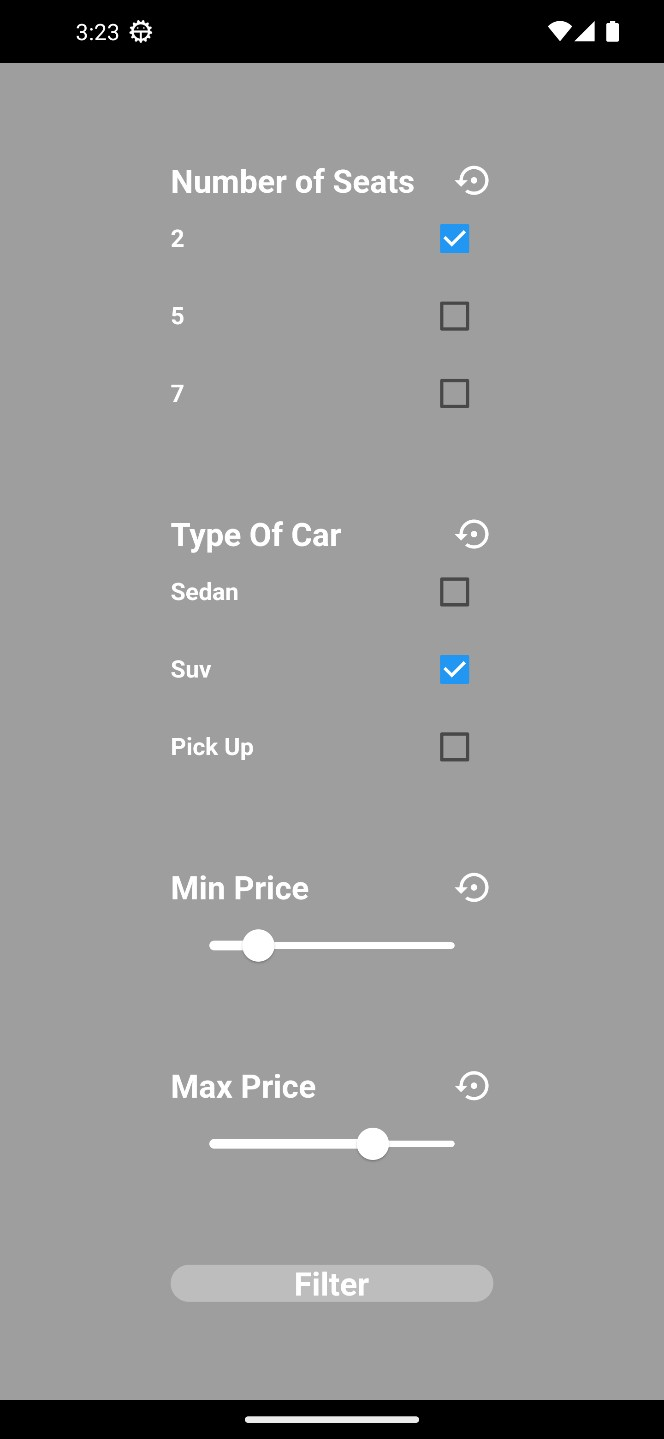 3:23
Number of Seats
2
5
7
Type Of Car
Sedan
Suv
Pick Up
Min Price
Max Price
Filter